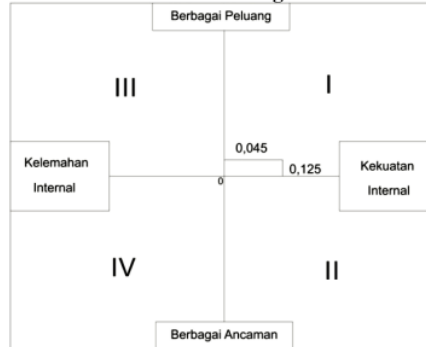 Berbagai Peluang
III
I
0,045
Kelemahan
Internal
0,125
Kekuatan
Internal
0
IV
II
Berbagai Ancaman